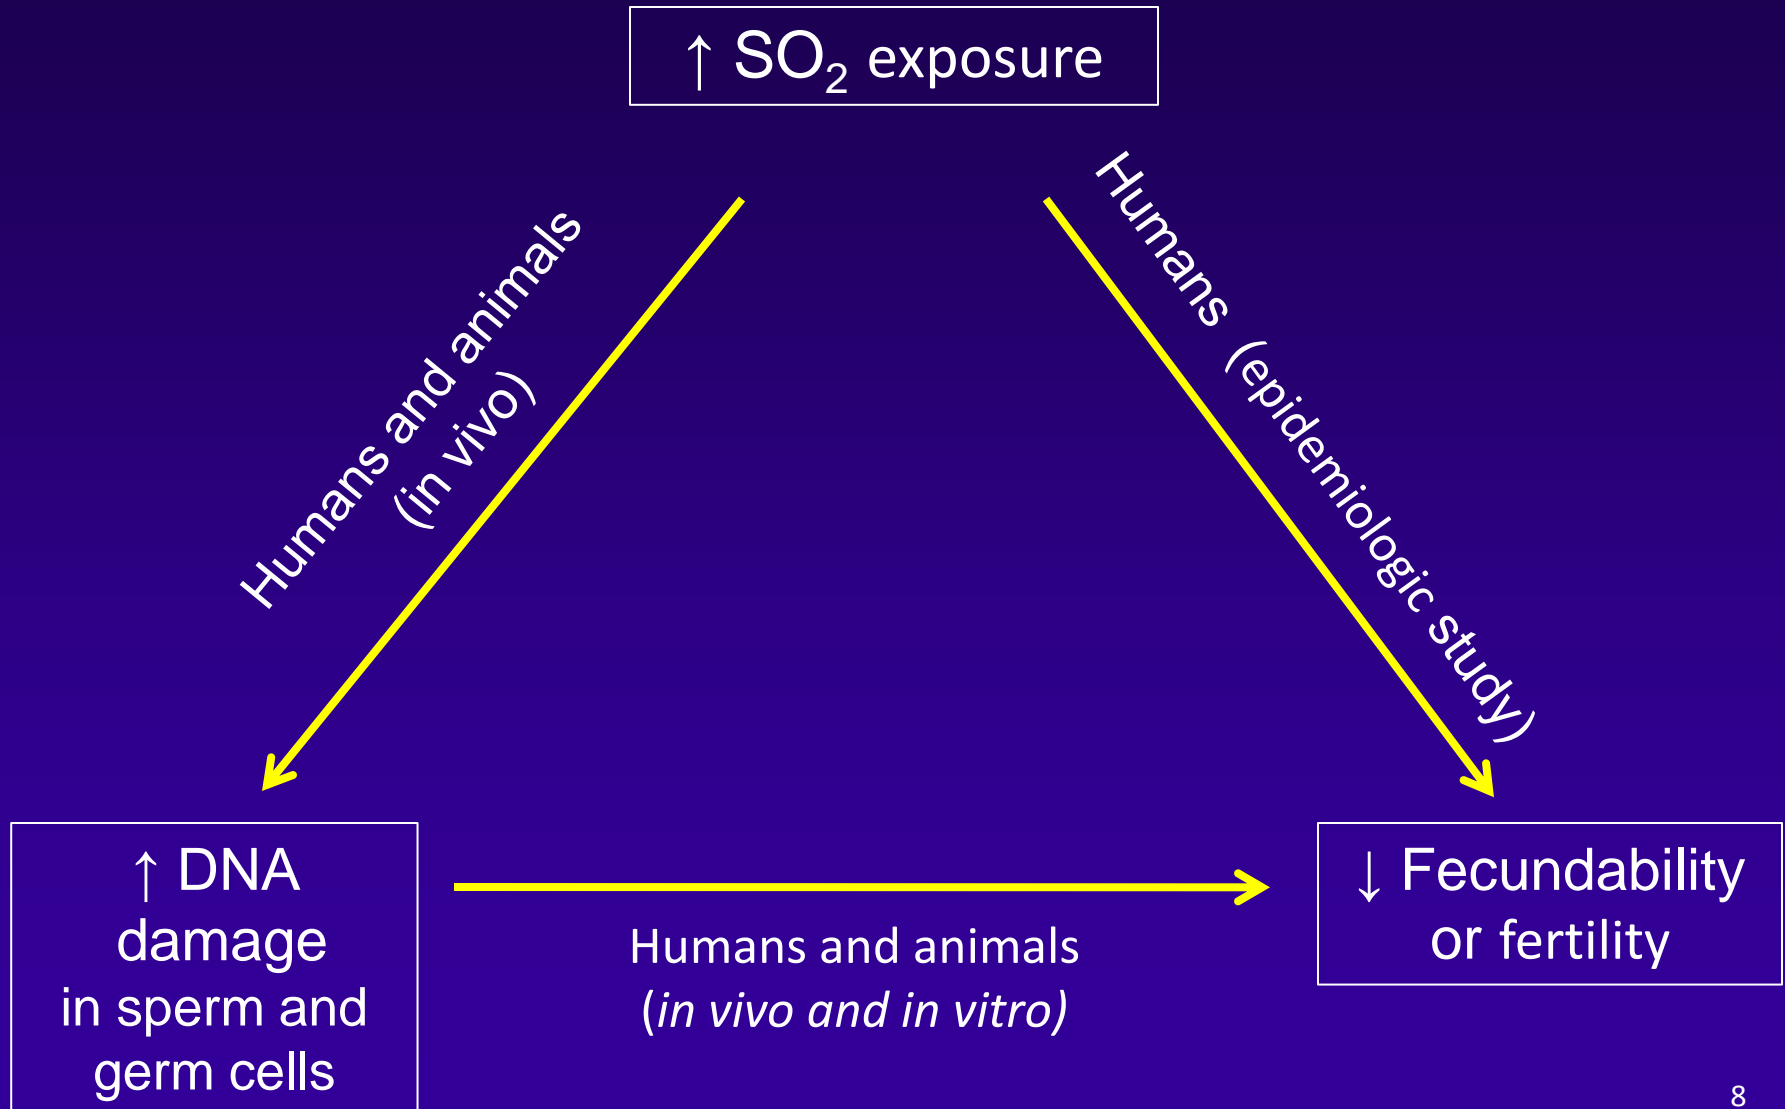 ↑ SO₂ exposure
Humans and animals
(in vivo)
Humans (epidemiologic study)
↑ DNA
damage
in sperm and
germ cells
Humans and animals
(in vivo and in vitro)
↓ Fecundability
or fertility
8